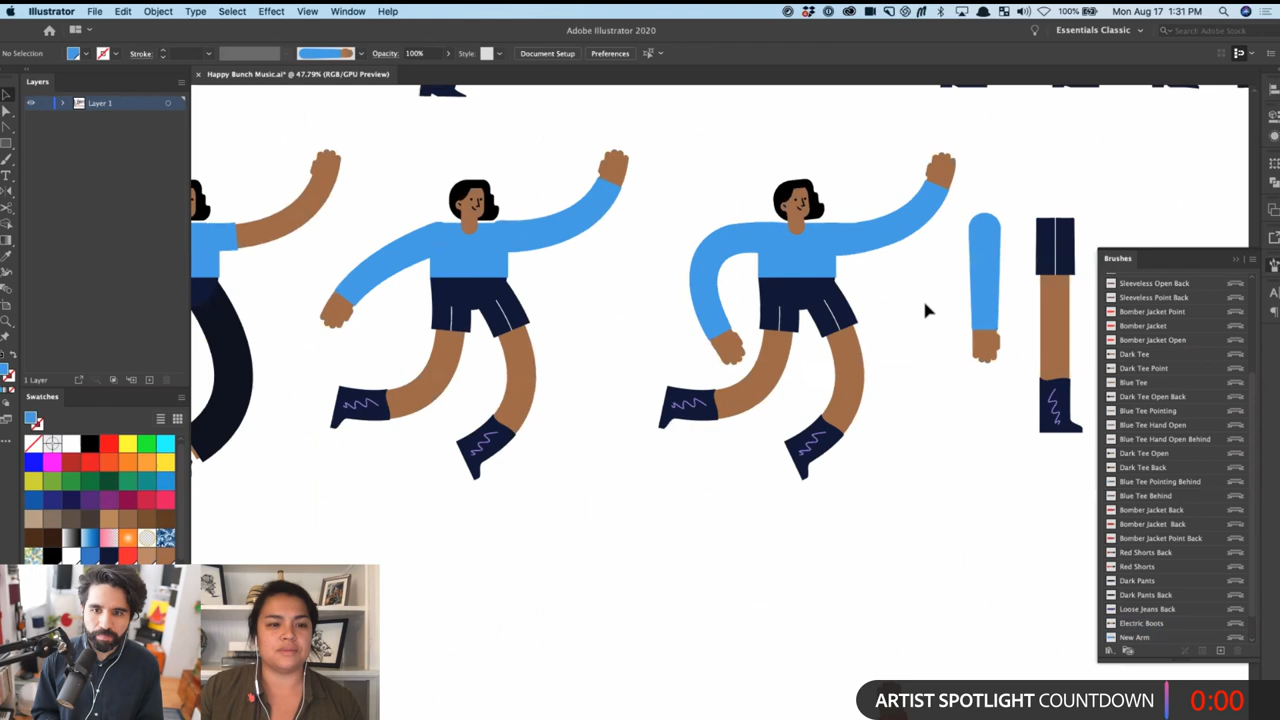 Illustrator File Edit Object Type Select Effect View Window Help
100% Mon Aug 17 1:31 PM
Adobe Illustrator 2020
Essentials Classic
Search Adobe Stock
No Selection
Stroke:
Opacity: 100%
Style:
Document Setup
Preferences
Layers
× Happy Bunch Music.ai* @ 47.79% (RGB/GPU Preview)
Layer 1
Brushes
Sleeveless Open Back
Sleeveless Point Back
Bomber Jacket Point
Bomber Jacket
Bomber Jacket Open
Dark Tee
Dark Tee Point
Blue Tee
Dark Tee Open Back
Blue Tee Pointing
Blue Tee Hand Open
Blue Tee Hand Open Behind
Dark Tee Open
Dark Tee Back
Blue Tee Pointing Behind
Blue Tee Behind
Bomber Jacket Back
Bomber Jacket Back
Bomber Jacket Point Back
Red Shorts Back
Red Shorts
Dark Pants
Dark Pants Back
Loose Jeans Back
Electric Boots
New Arm
1 Layer
Swatches
ARTIST SPOTLIGHT COUNTDOWN 0:00